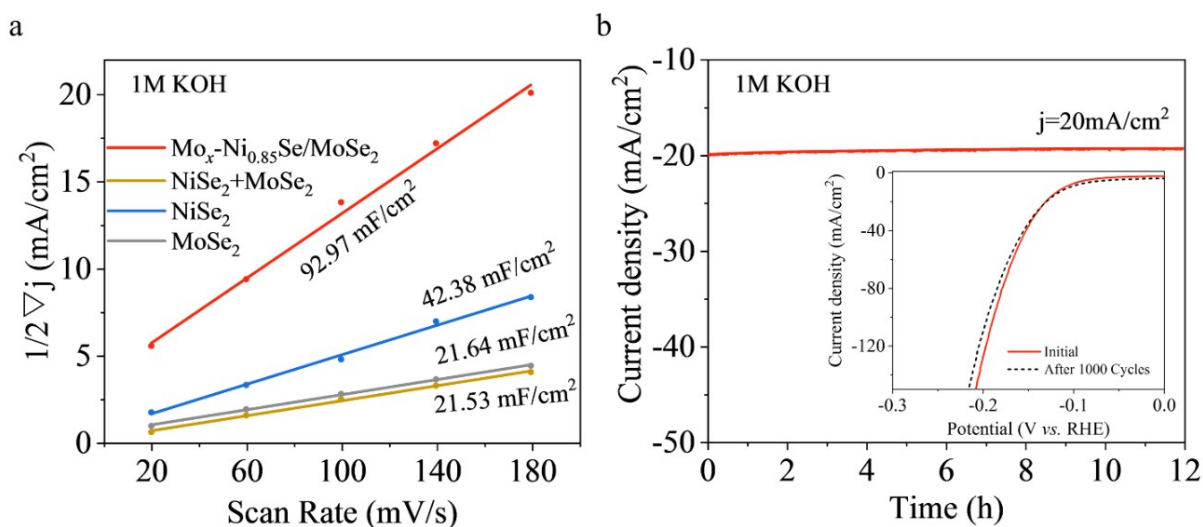 a
1M KOH
Moₓ-Ni₀.₈₅Se/MoSe₂
NiSe₂+MoSe₂
NiSe₂
MoSe₂
92.97 mF/cm²
42.38 mF/cm²
21.64 mF/cm²
21.53 mF/cm²
1/2 ▽j (mA/cm²)
20
15
10
5
0
20 60 100 140 180
Scan Rate (mV/s)
b
1M KOH
j=20mA/cm²
Current density (mA/cm²)
-10
-20
-30
-40
-50
0 2 4 6 8 10 12
Time (h)
Current density (mA/cm²)
0
-40
-80
-120
Initial
After 1000 Cycles
-0.3 -0.2 -0.1 0.0
Potential (V vs. RHE)